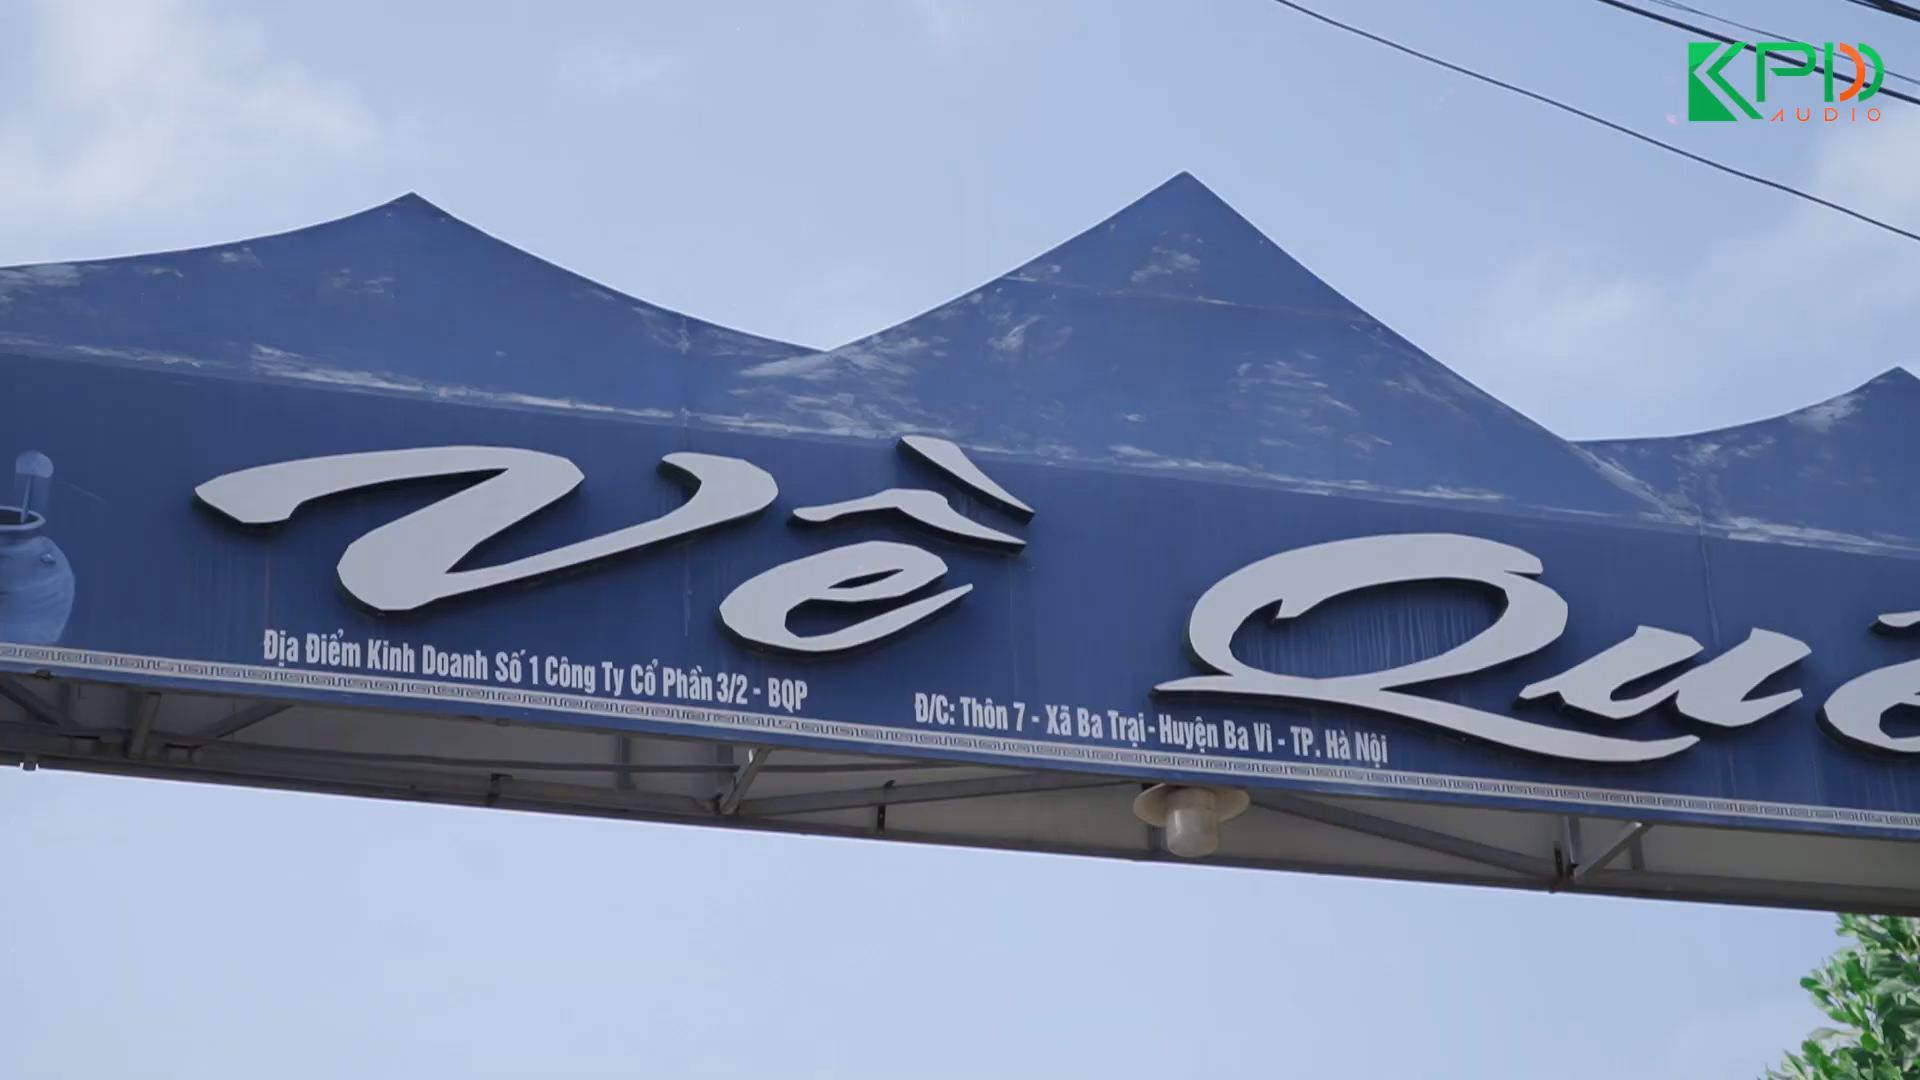 KPD
AUDIO
Về Quê
Địa Điểm Kinh Doanh Số 1 Công Ty Cổ Phần 3/2 - BQP
Đ/C: Thôn 7 - Xã Ba Trại - Huyện Ba Vì - TP. Hà Nội